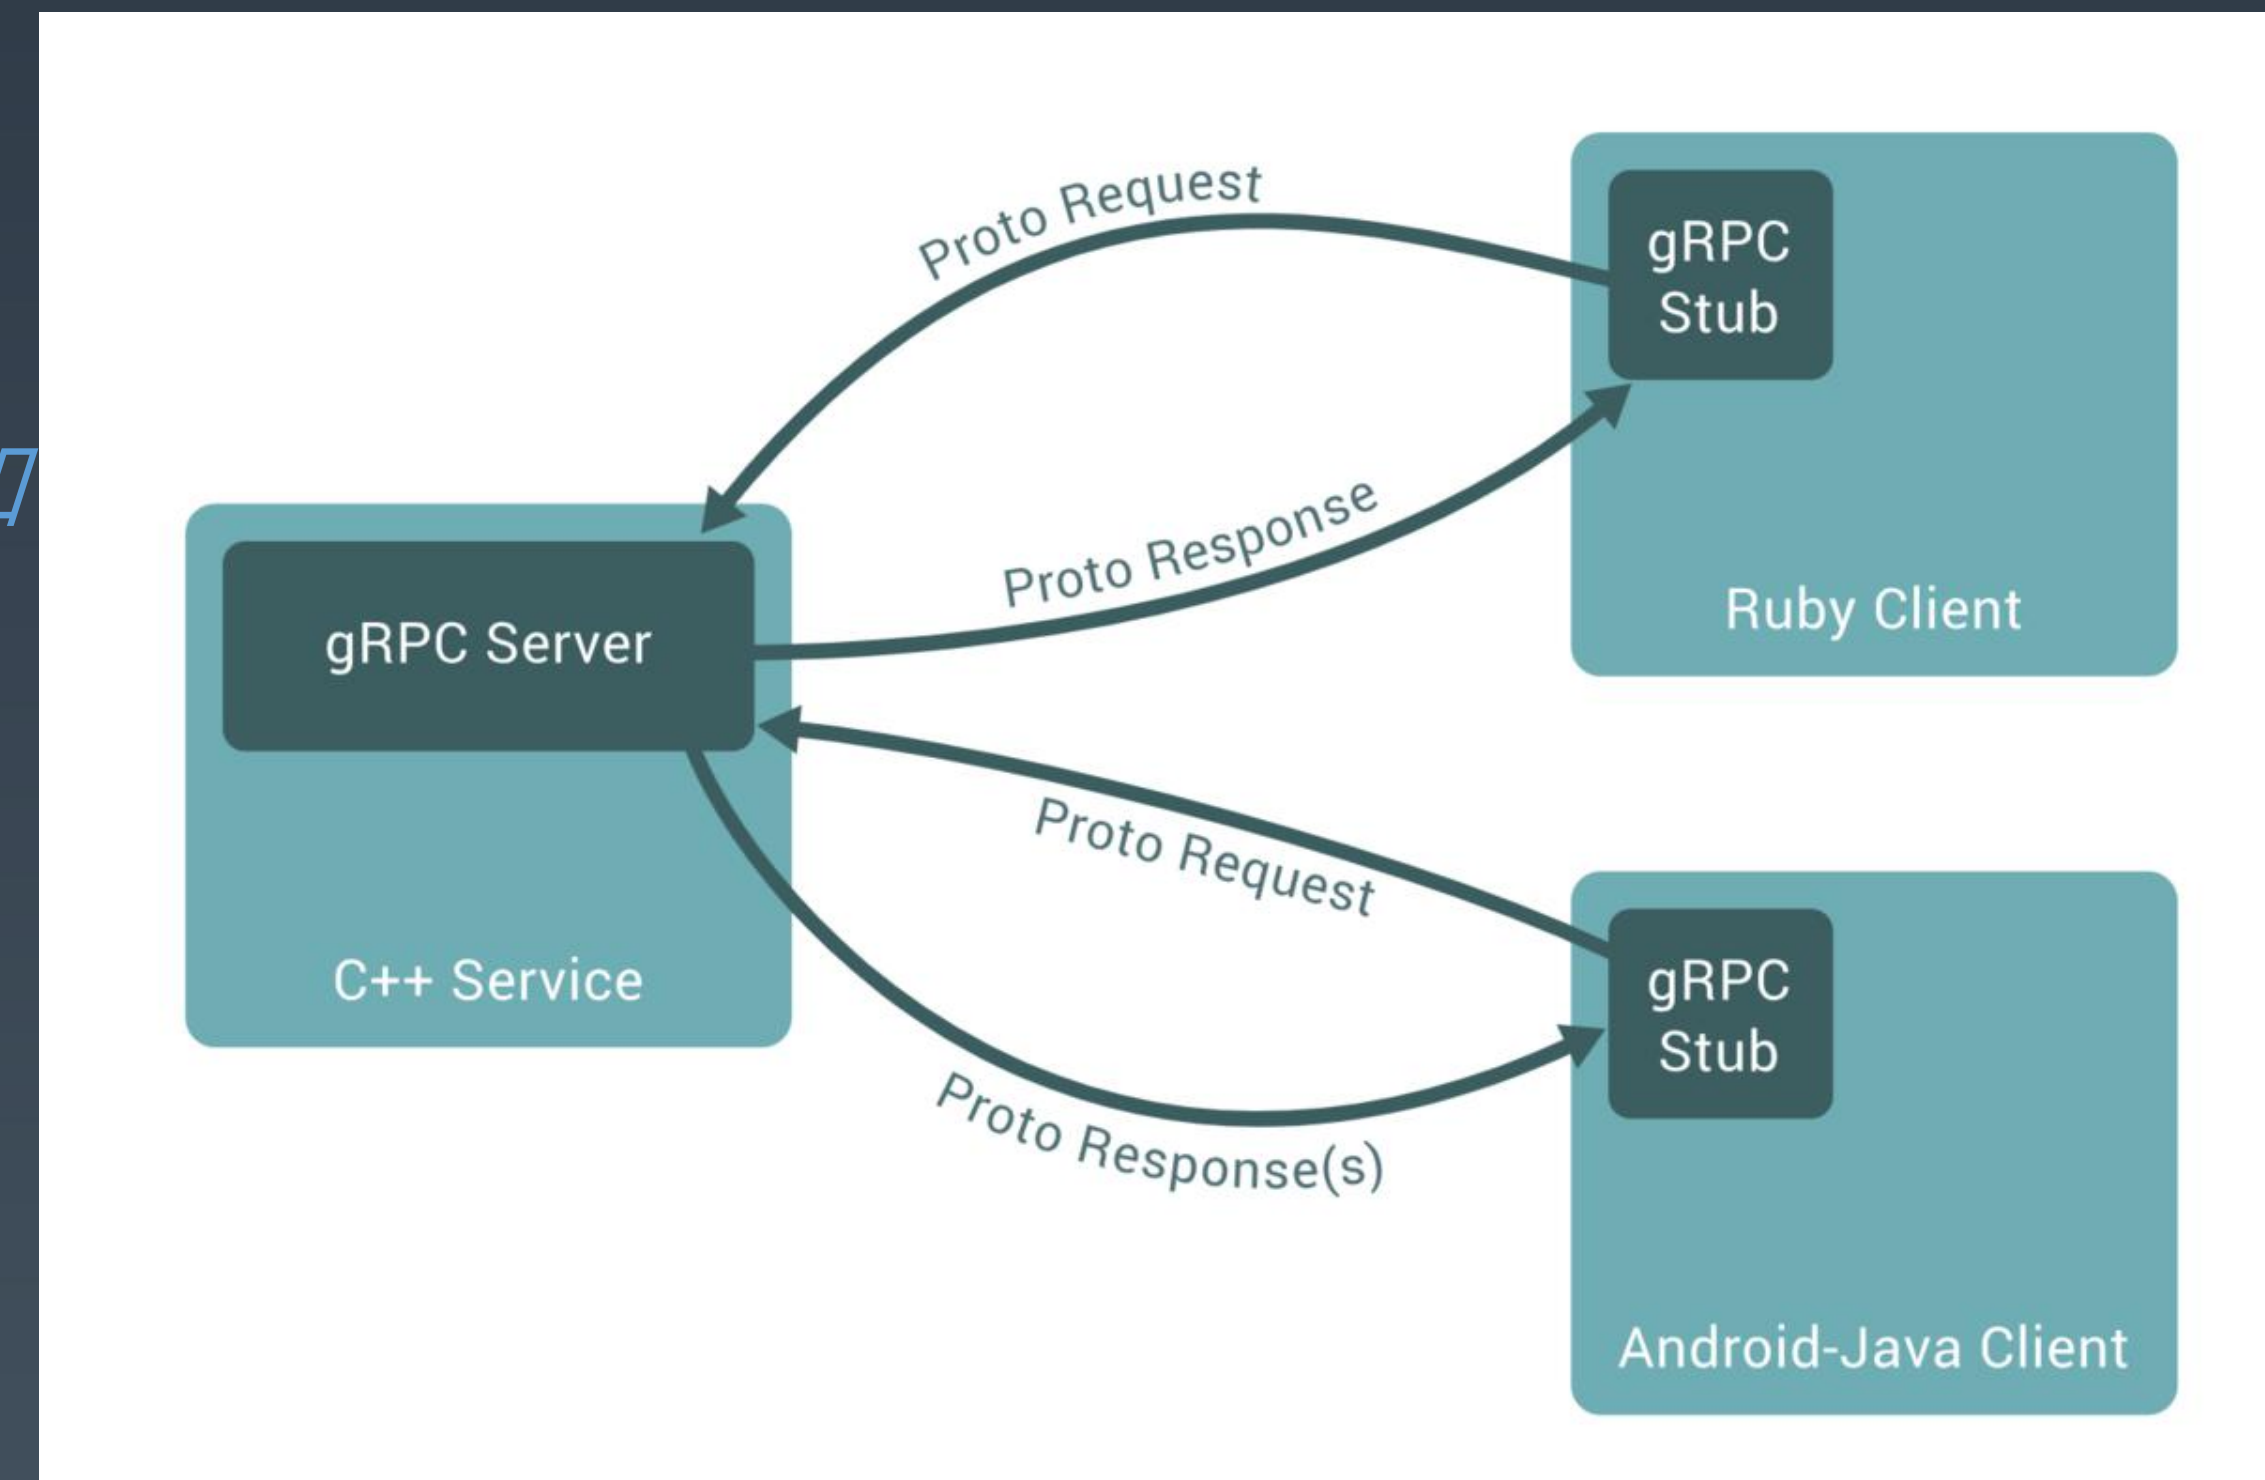 Proto Request
gRPC
Stub
Proto Response
Ruby Client
gRPC Server
Proto Request
C++ Service
gRPC
Stub
Proto Response(s)
Android-Java Client